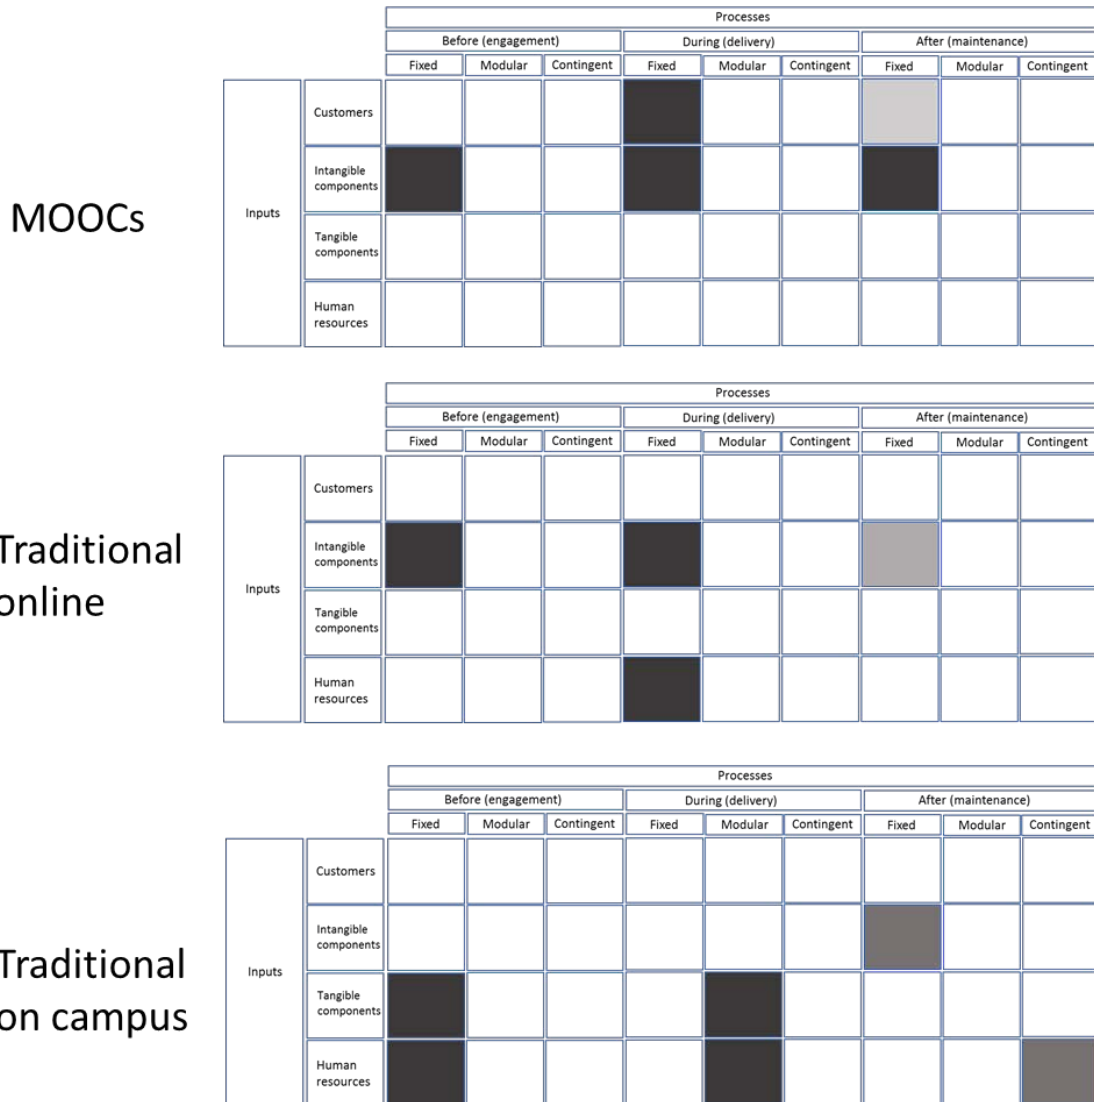 Processes
Before (engagement) During (delivery) After (maintenance)
Fixed Modular Contingent Fixed Modular Contingent Fixed Modular Contingent
MOOCs
Inputs
Customers
Intangible
components
Tangible
components
Human
resources
Processes
Before (engagement) During (delivery) After (maintenance)
Fixed Modular Contingent Fixed Modular Contingent Fixed Modular Contingent
Traditional
online
Inputs
Customers
Intangible
components
Tangible
components
Human
resources
Processes
Before (engagement) During (delivery) After (maintenance)
Fixed Modular Contingent Fixed Modular Contingent Fixed Modular Contingent
Traditional
on campus
Inputs
Customers
Intangible
components
Tangible
components
Human
resources